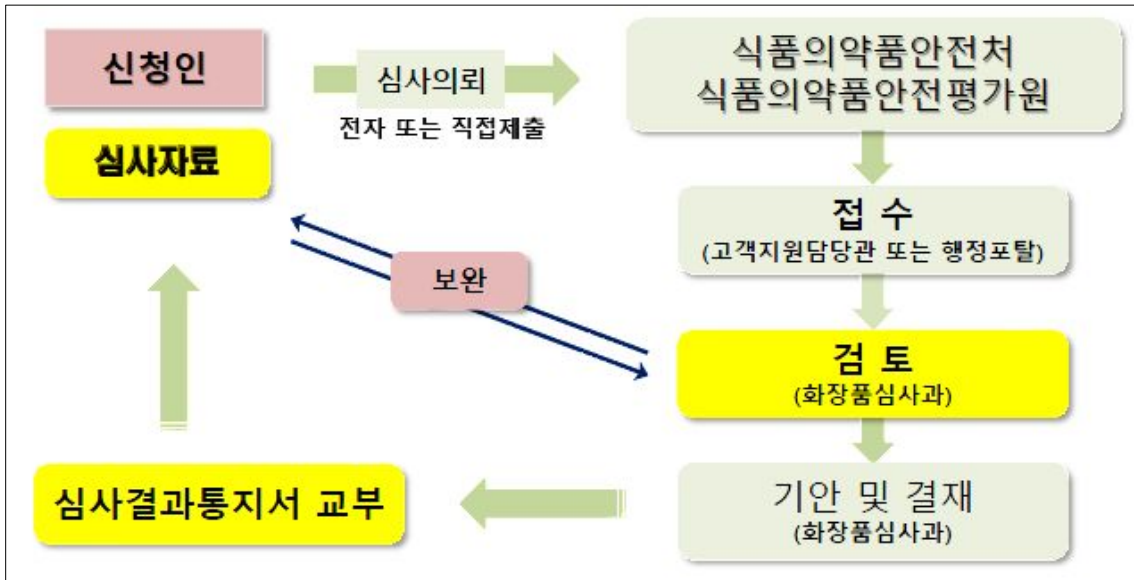 신청인
심사자료
심사의뢰
전자 또는 직접제출
식품의약품안전처
식품의약품안전평가원
접 수
(고객지원담당관 또는 행정포탈)
보완
검 토
(화장품심사과)
기안 및 결재
(화장품심사과)
심사결과통지서 교부